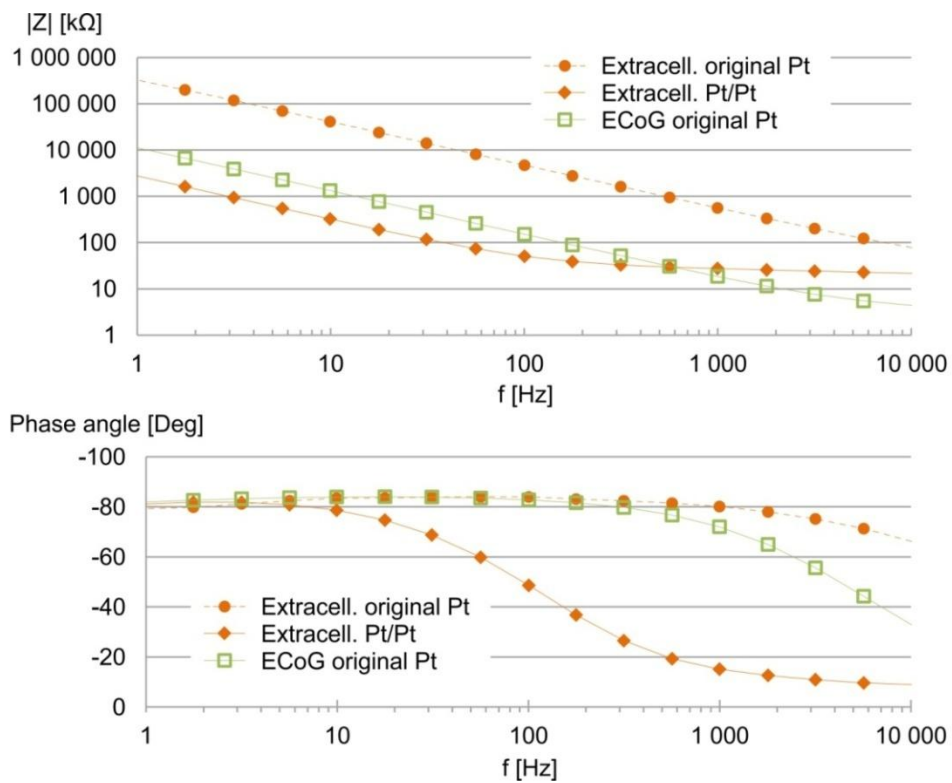 |Z| [kΩ]
1 000 000
100 000
10 000
1 000
100
10
1
Extracell. original Pt
Extracell. Pt/Pt
ECoG original Pt
1 10 100 1 000 10 000
f [Hz]
Phase angle [Deg]
-100
-80
-60
-40
-20
0
Extracell. original Pt
Extracell. Pt/Pt
ECoG original Pt
1 10 100 1 000 10 000
f [Hz]